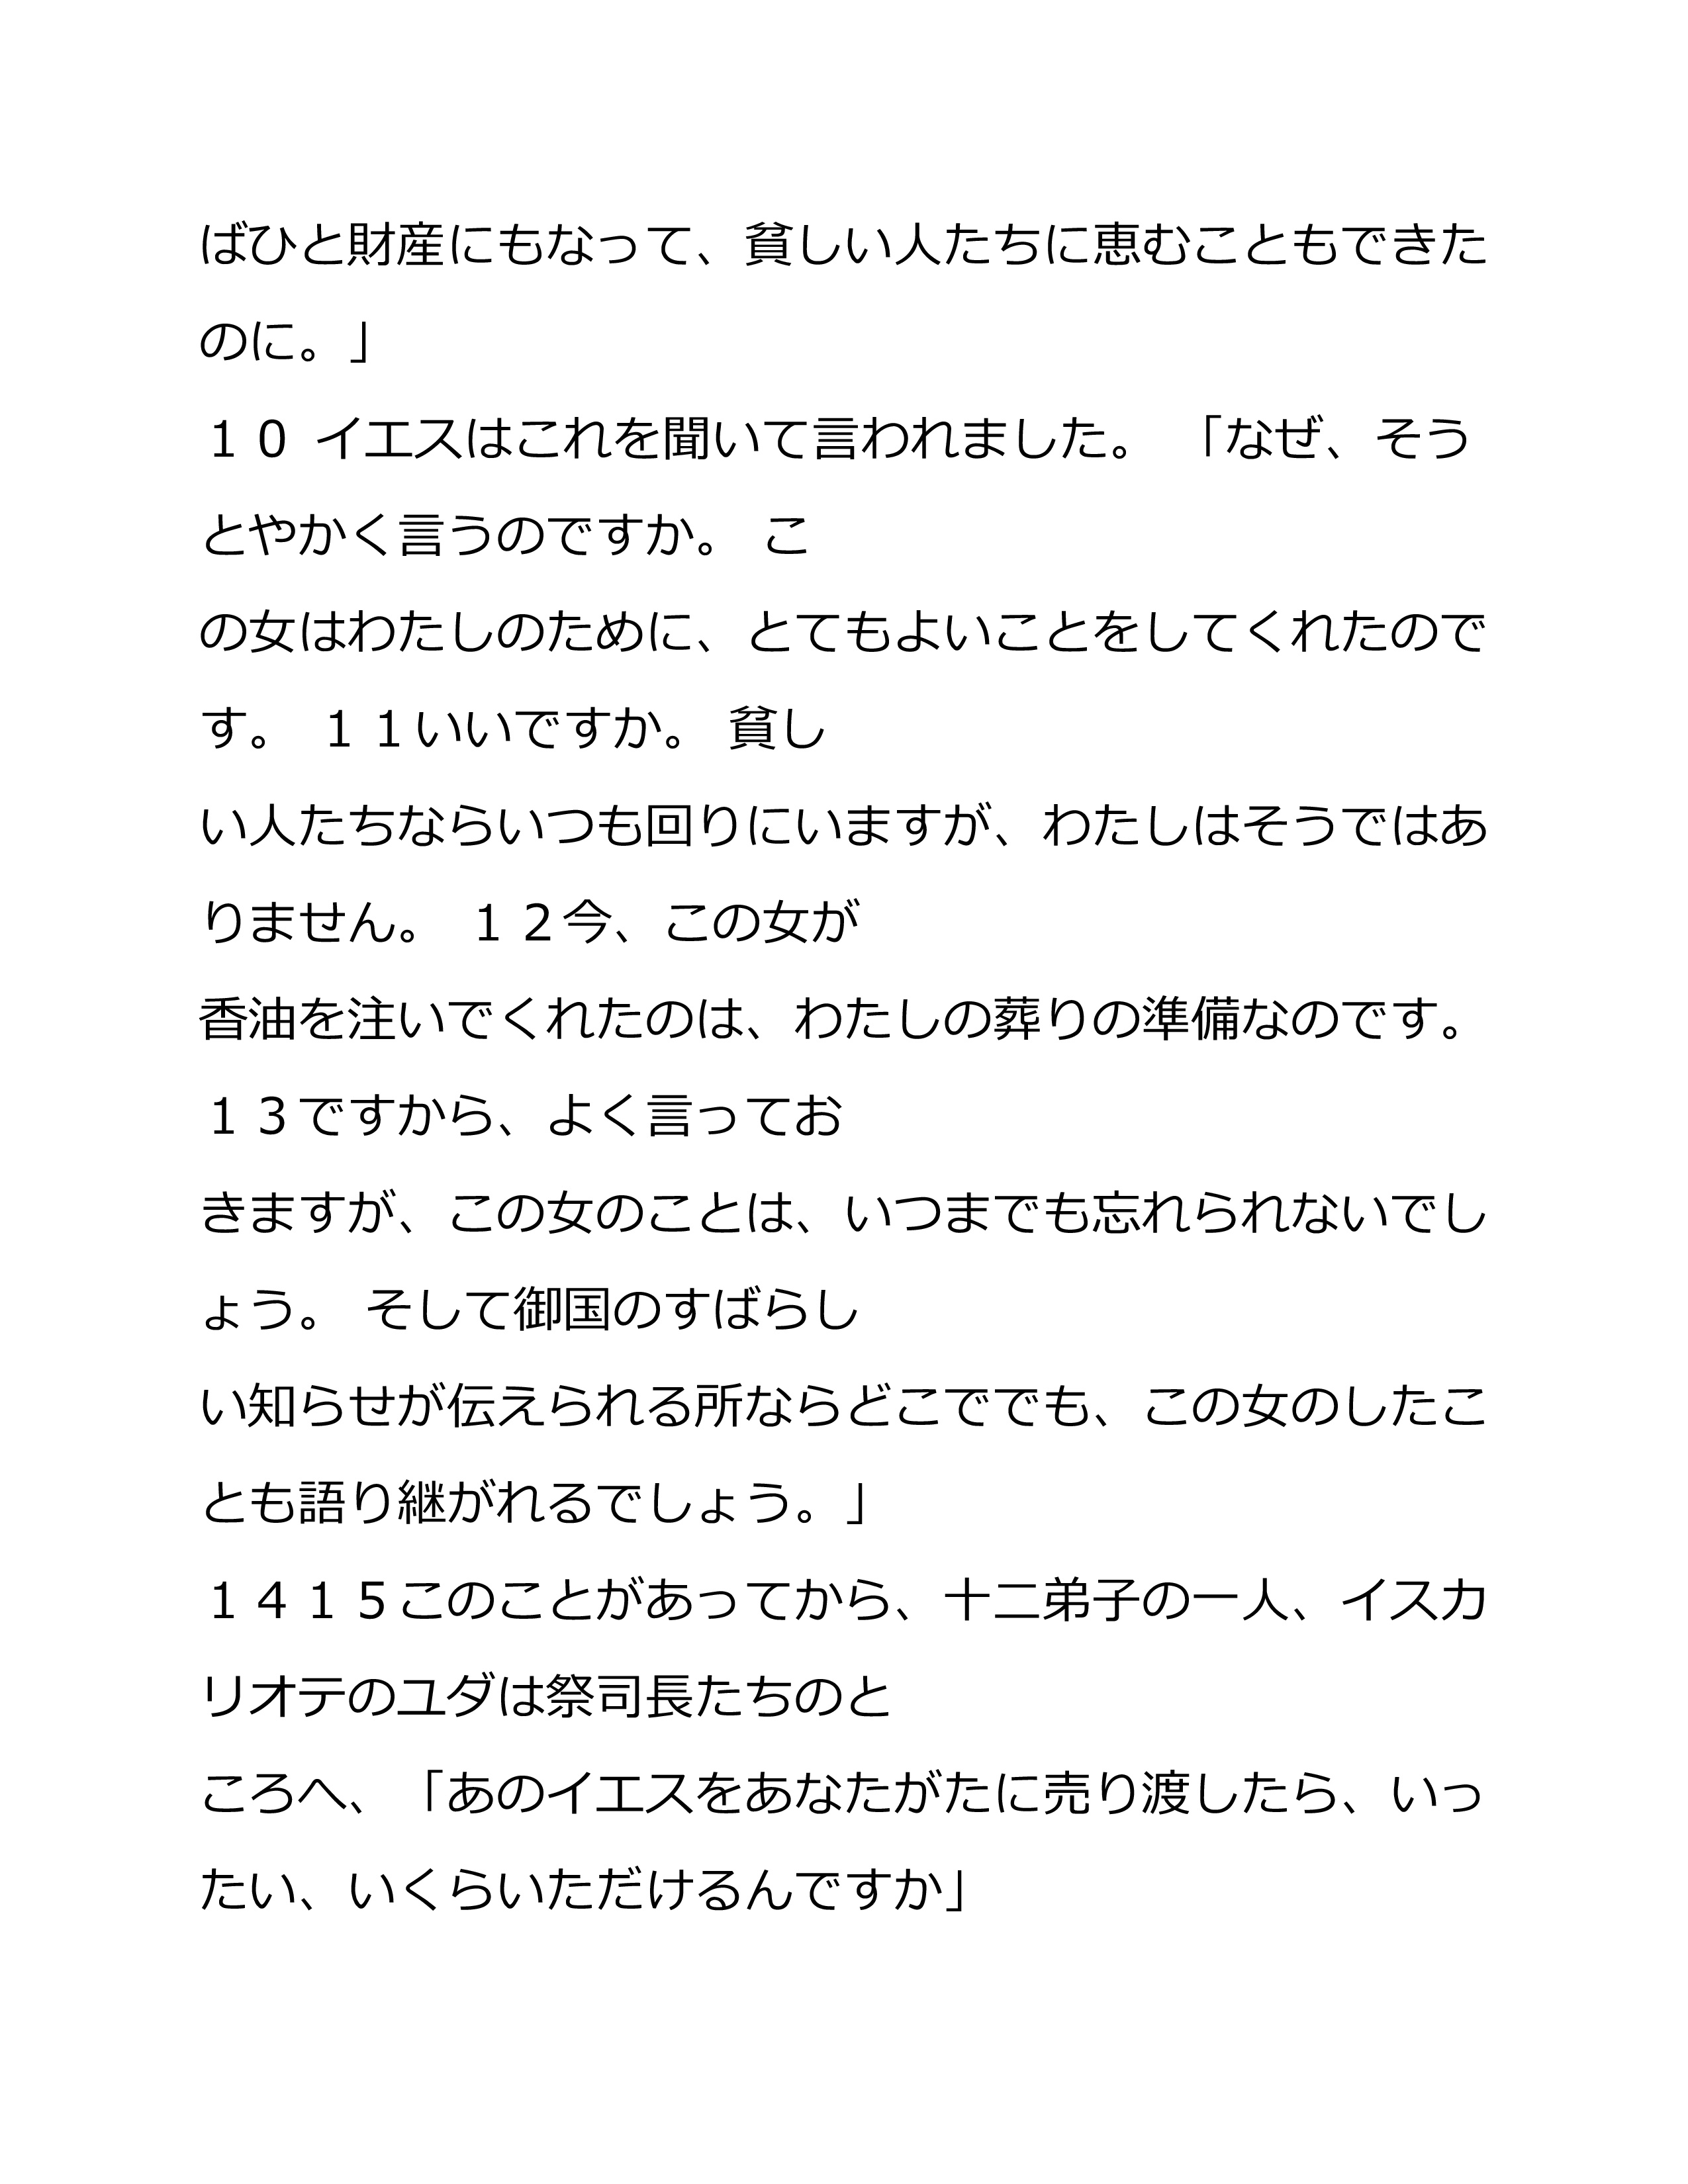 ばひと財産にもなって、貧しい人たちに恵むこともできた
のに。」
１０ イエスはこれを聞いて言われました。 「なぜ、そう
とやかく言うのですか。 こ
の女はわたしのために、とてもよいことをしてくれたので
す。 １１いいですか。 貧し
い人たちならいつも回りにいますが、わたしはそうではあ
りません。 １２今、この女が
香油を注いでくれたのは、わたしの葬りの準備なのです。
１３ですから、よく言ってお
きますが、この女のことは、いつまでも忘れられないでし
ょう。 そして御国のすばらし
い知らせが伝えられる所ならどこででも、この女のしたこ
とも語り継がれるでしょう。」
１４１５このことがあってから、十二弟子の一人、イスカ
リオテのユダは祭司長たちのと
ころへ、「あのイエスをあなたがたに売り渡したら、いっ
たい、いくらいただけるんですか」